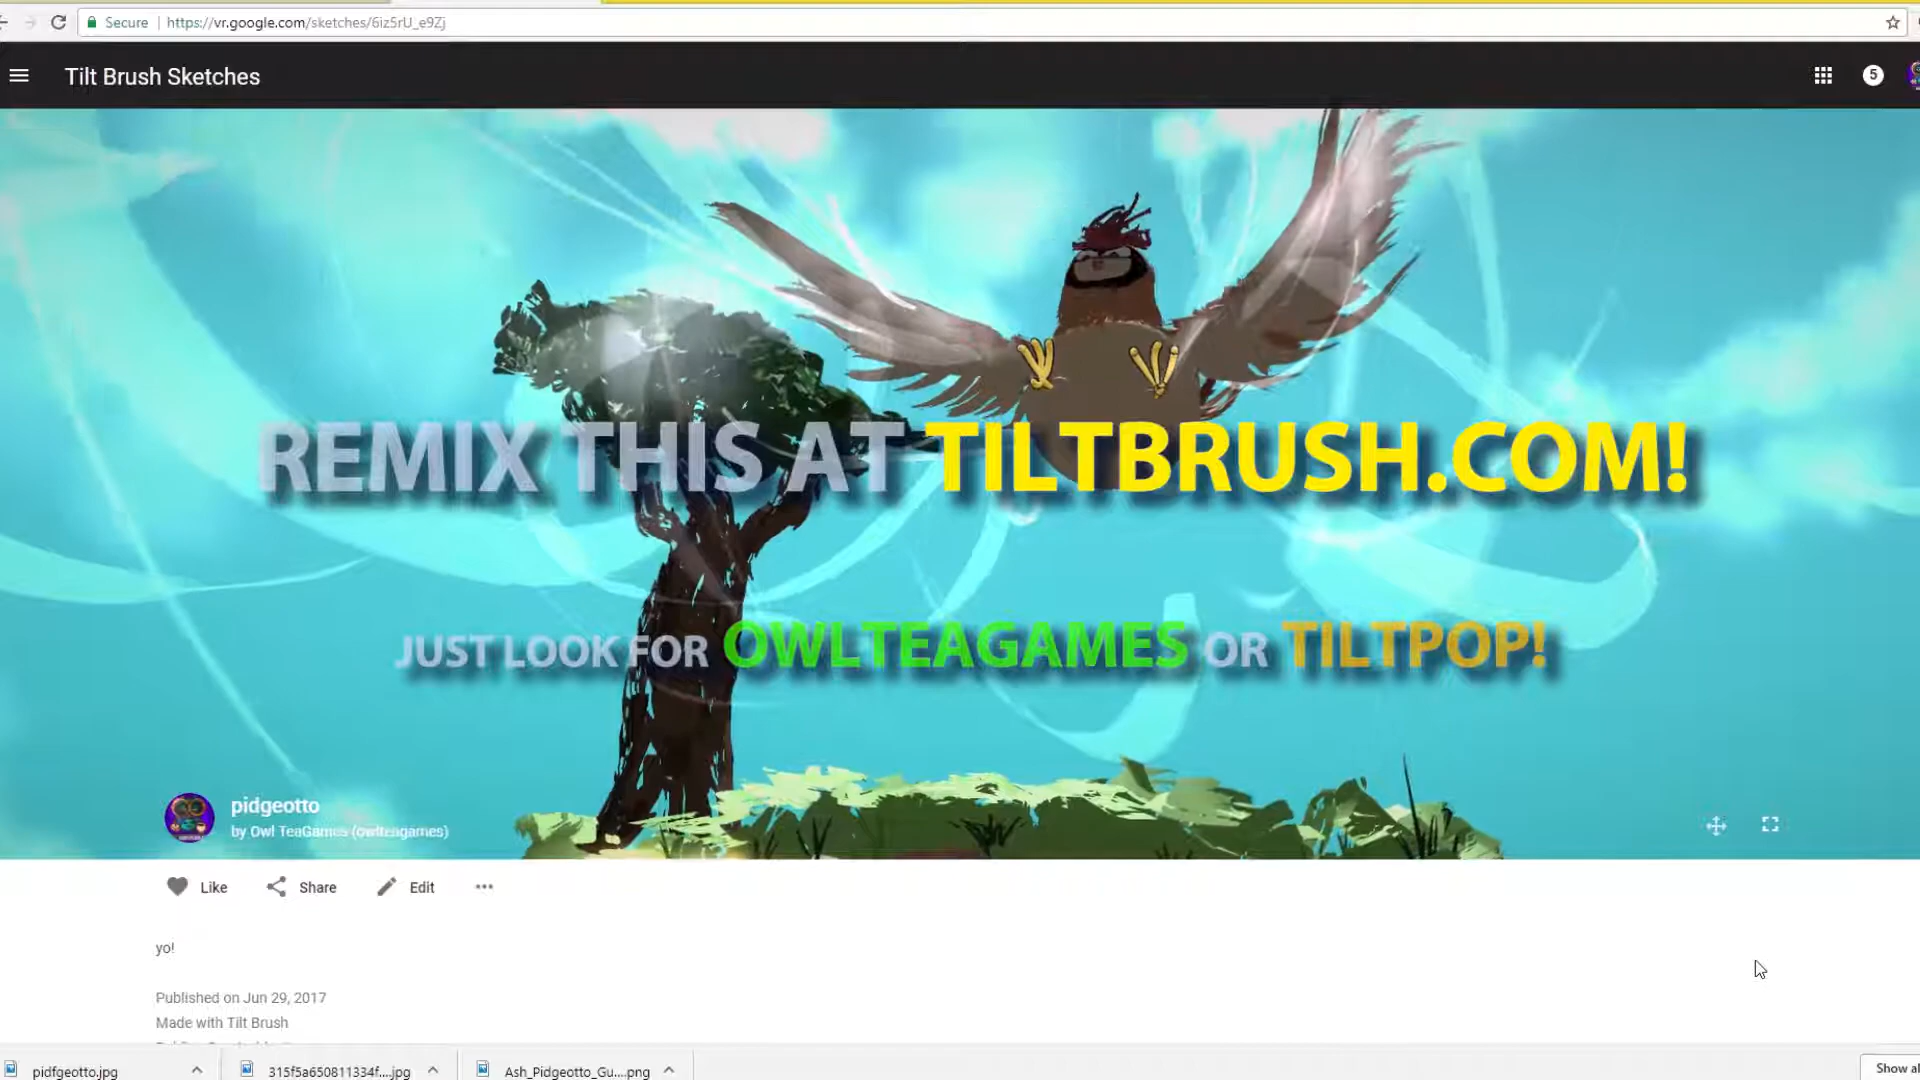 Secure
https://vr.google.com/sketches/6iz5rU_e9Zj
Tilt Brush Sketches
5
REMIX THIS AT TILTBRUSH.COM!
JUST LOOK FOR OWLTEAGAMES OR TILTPOP!
pidgeotto
by Owl TeaGames (owlteagames)
Like
Share
Edit
yo!
Published on Jun 29, 2017
Made with Tilt Brush
pidfgeotto.jpg
315f5a650811334f....jpg
Ash_Pidgeotto_Gu....png
Show al